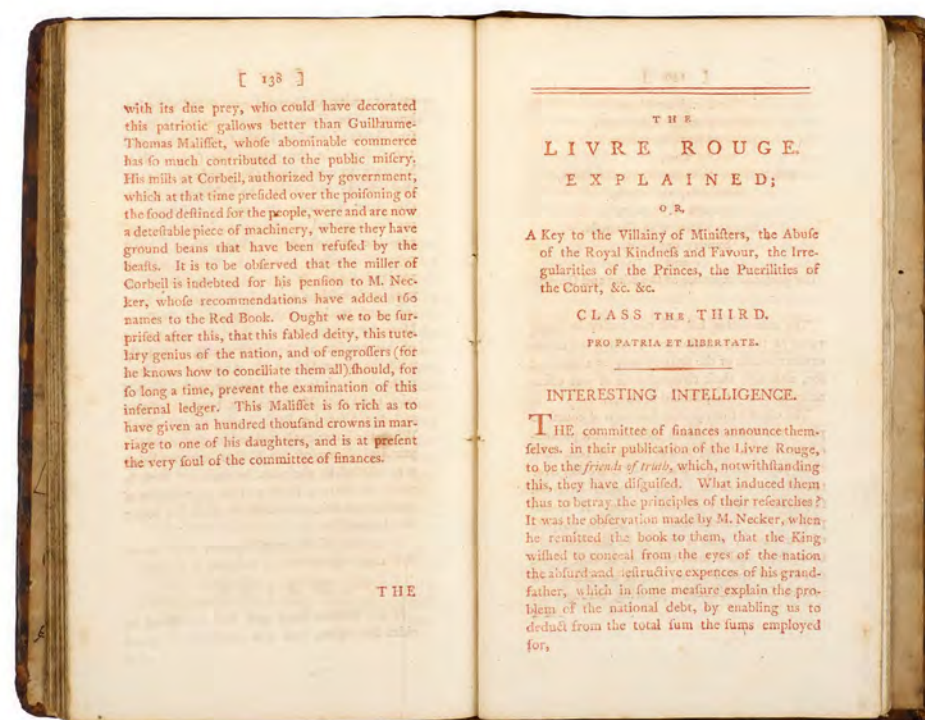 [ 138 ]
with its due prey, who could have decorated
this patriotic gallows better than Guillaume-
Thomas Maliſſet, whoſe abominable commerce
has ſo much contributed to the public miſery.
His mills at Corbeil, authorized by government,
which at that time preſided over the poiſoning of
the food deſtined for the people, were and are now
a deteſtable piece of machinery, where they have
ground beans that have been refuſed by the
beaſts. It is to be obſerved that the miller of
Corbeil is indebted for his penſion to M. Nec-
ker, whoſe recommendations have added 160
names to the Red Book. Ought we to be ſur-
priſed after this, that this fabled deity, this tute-
lary genius of the nation, and of engroſſers (for
he knows how to conciliate them all) ſhould, for
ſo long a time, prevent the examination of this
infernal ledger. This Maliſſet is ſo rich as to
have given an hundred thouſand crowns in mar-
riage to one of his daughters, and is at preſent
the very ſoul of the committee of finances.
THE
THE
LIVRE ROUGE.
EXPLAINED;
OR,
A Key to the Villainy of Miniſters, the Abuſe
of the Royal Kindneſs and Favour, the Irre-
gularities of the Princes, the Puerilities of
the Court, &c. &c.
CLASS THE THIRD.
PRO PATRIA ET LIBERTATE.
INTERESTING INTELLIGENCE.
THE committee of finances announce them-
ſelves. in their publication of the Livre Rouge,
to be the friends of truth, which, notwithſtanding
this, they have diſguiſed. What induced them
thus to betray the principles of their reſearches?
It was the obſervation made by M. Necker, when
he remitted the book to them, that the King
wiſhed to conceal from the eyes of the nation
the abſurd and deſtructive expences of his grand-
father, which in ſome meaſure explain the pro-
blem of the national debt, by enabling us to
deduct from the total ſum the ſums employed
for,